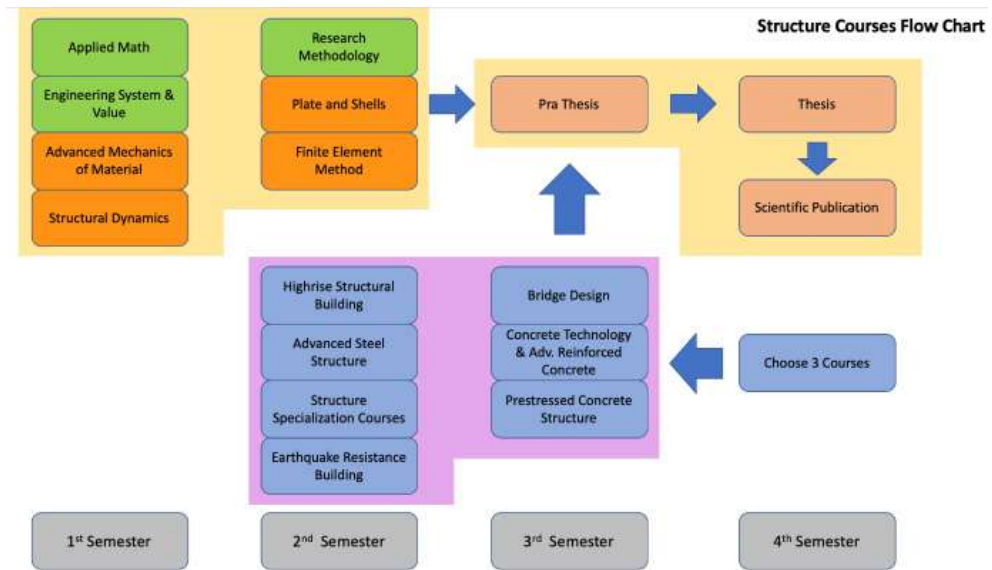 Structure Courses Flow Chart
Applied Math
Engineering System &
Value
Advanced Mechanics
of Material
Structural Dynamics
Research
Methodology
Plate and Shells
Finite Element
Method
Pra Thesis
Thesis
Scientific Publication
Highrise Structural
Building
Advanced Steel
Structure
Structure
Specialization Courses
Earthquake Resistance
Building
Bridge Design
Concrete Technology
& Adv. Reinforced
Concrete
Prestressed Concrete
Structure
Choose 3 Courses
1st Semester
2nd Semester
3rd Semester
4th Semester